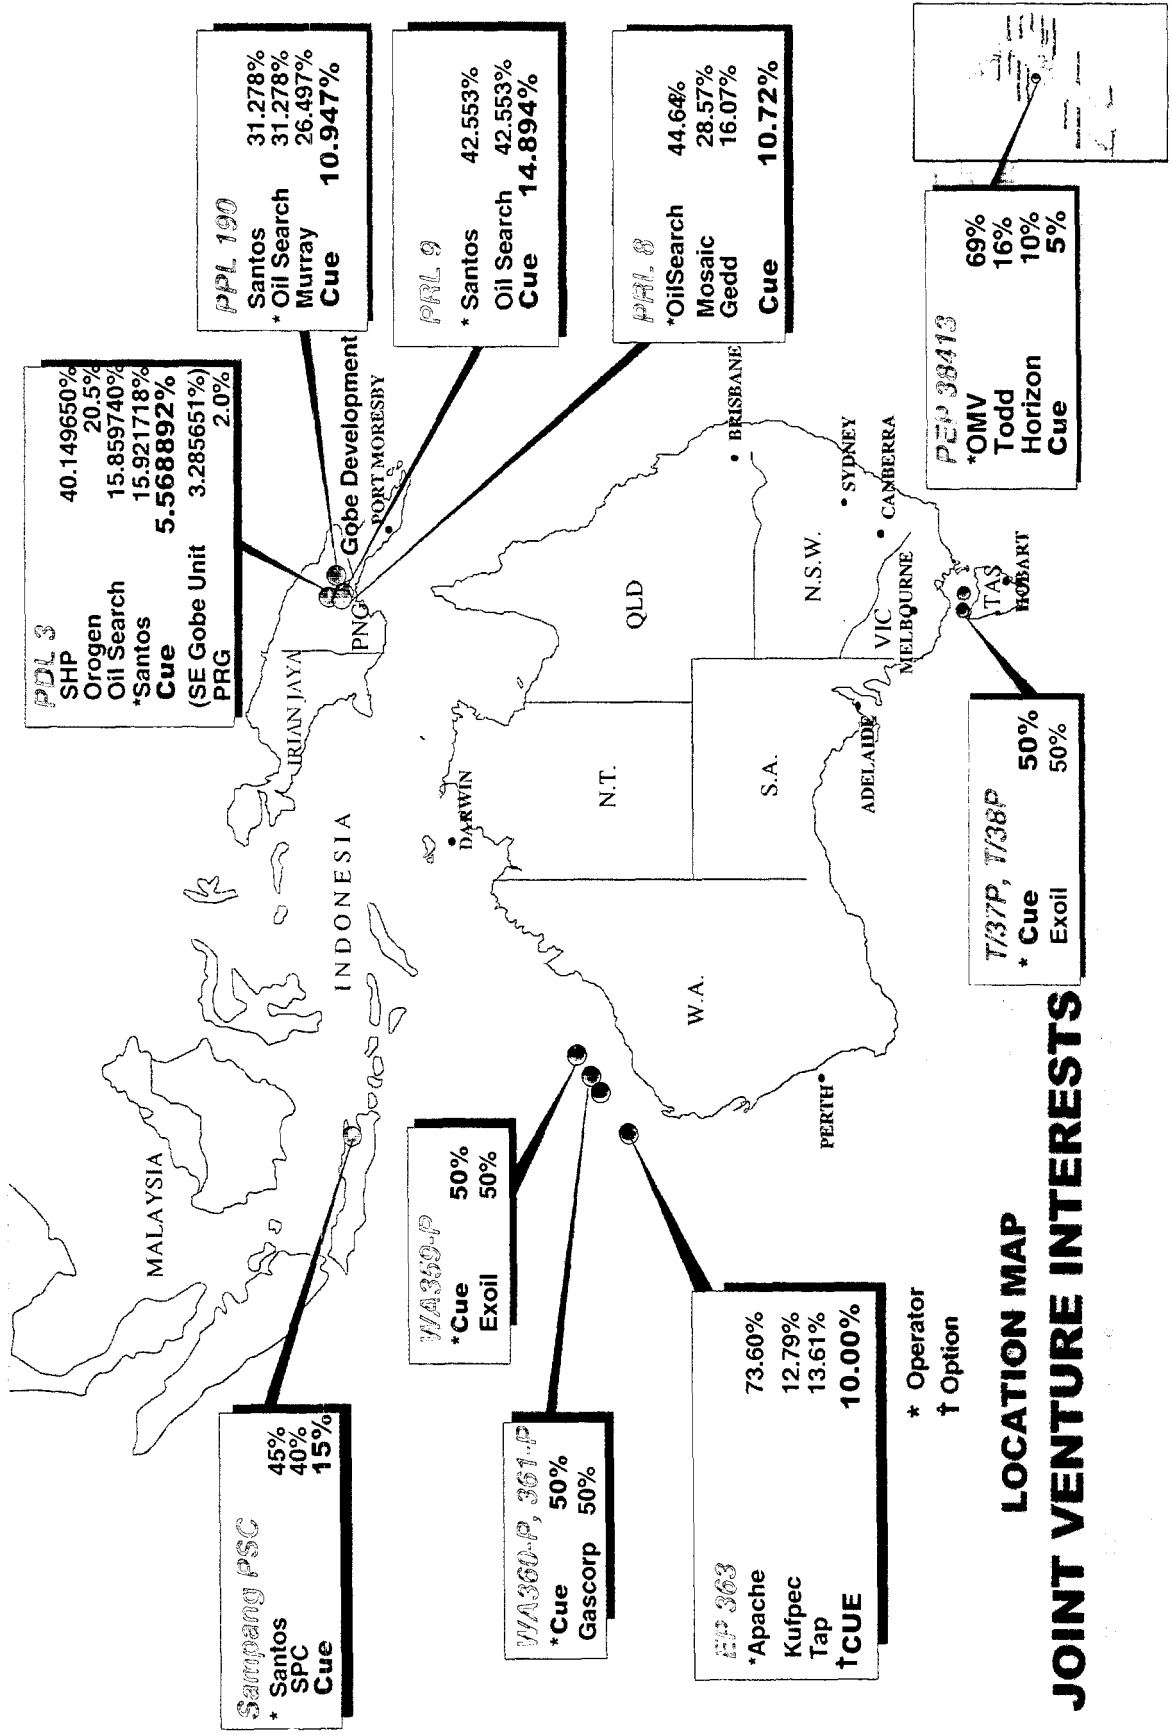 PDL 3
SHP 40.149650%
Orogen 20.5%
Oil Search 15.859740%
*Santos 15.921718%
Cue 5.568892%
(SE Gobe Unit 3.285651%)
PRG 2.0%
PPL 190
Santos 31.278%
* Oil Search 31.278%
Murray 26.497%
Cue 10.947%
PRL 9
* Santos 42.553%
Oil Search 42.553%
Cue 14.894%
PRL 8
*OilSearch 44.64%
Mosaic 28.57%
Gedd 16.07%
Cue 10.72%
PEP 38413
*OMV 69%
Todd 16%
Horizon 10%
Cue 5%
T/37P, T/38P
* Cue 50%
Exoil 50%
Sampang PSC
* Santos 45%
SPC 40%
Cue 15%
WA359-P
*Cue 50%
Exoil 50%
WA360-P, 361-P
*Cue 50%
Gascorp 50%
EP 363
*Apache 73.60%
Kufpec 12.79%
Tap 13.61%
†CUE 10.00%
* Operator
† Option
MALAYSIA
INDONESIA
IRIAN JAYA
PNG
Gobe Development
PORT MORESBY
DARWIN
N.T.
QLD
BRISBANE
W.A.
S.A.
N.S.W.
SYDNEY
CANBERRA
VIC
MELBOURNE
ADELAIDE
PERTH
TAS
HOBART
LOCATION MAP
JOINT VENTURE INTERESTS